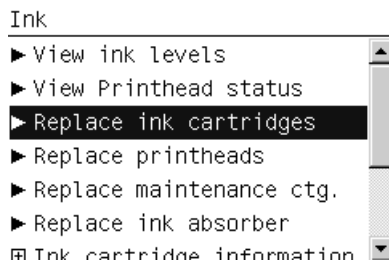 Ink
View ink levels
View Printhead status
Replace ink cartridges
Replace printheads
Replace maintenance ctg.
Replace ink absorber
Ink cartridge information